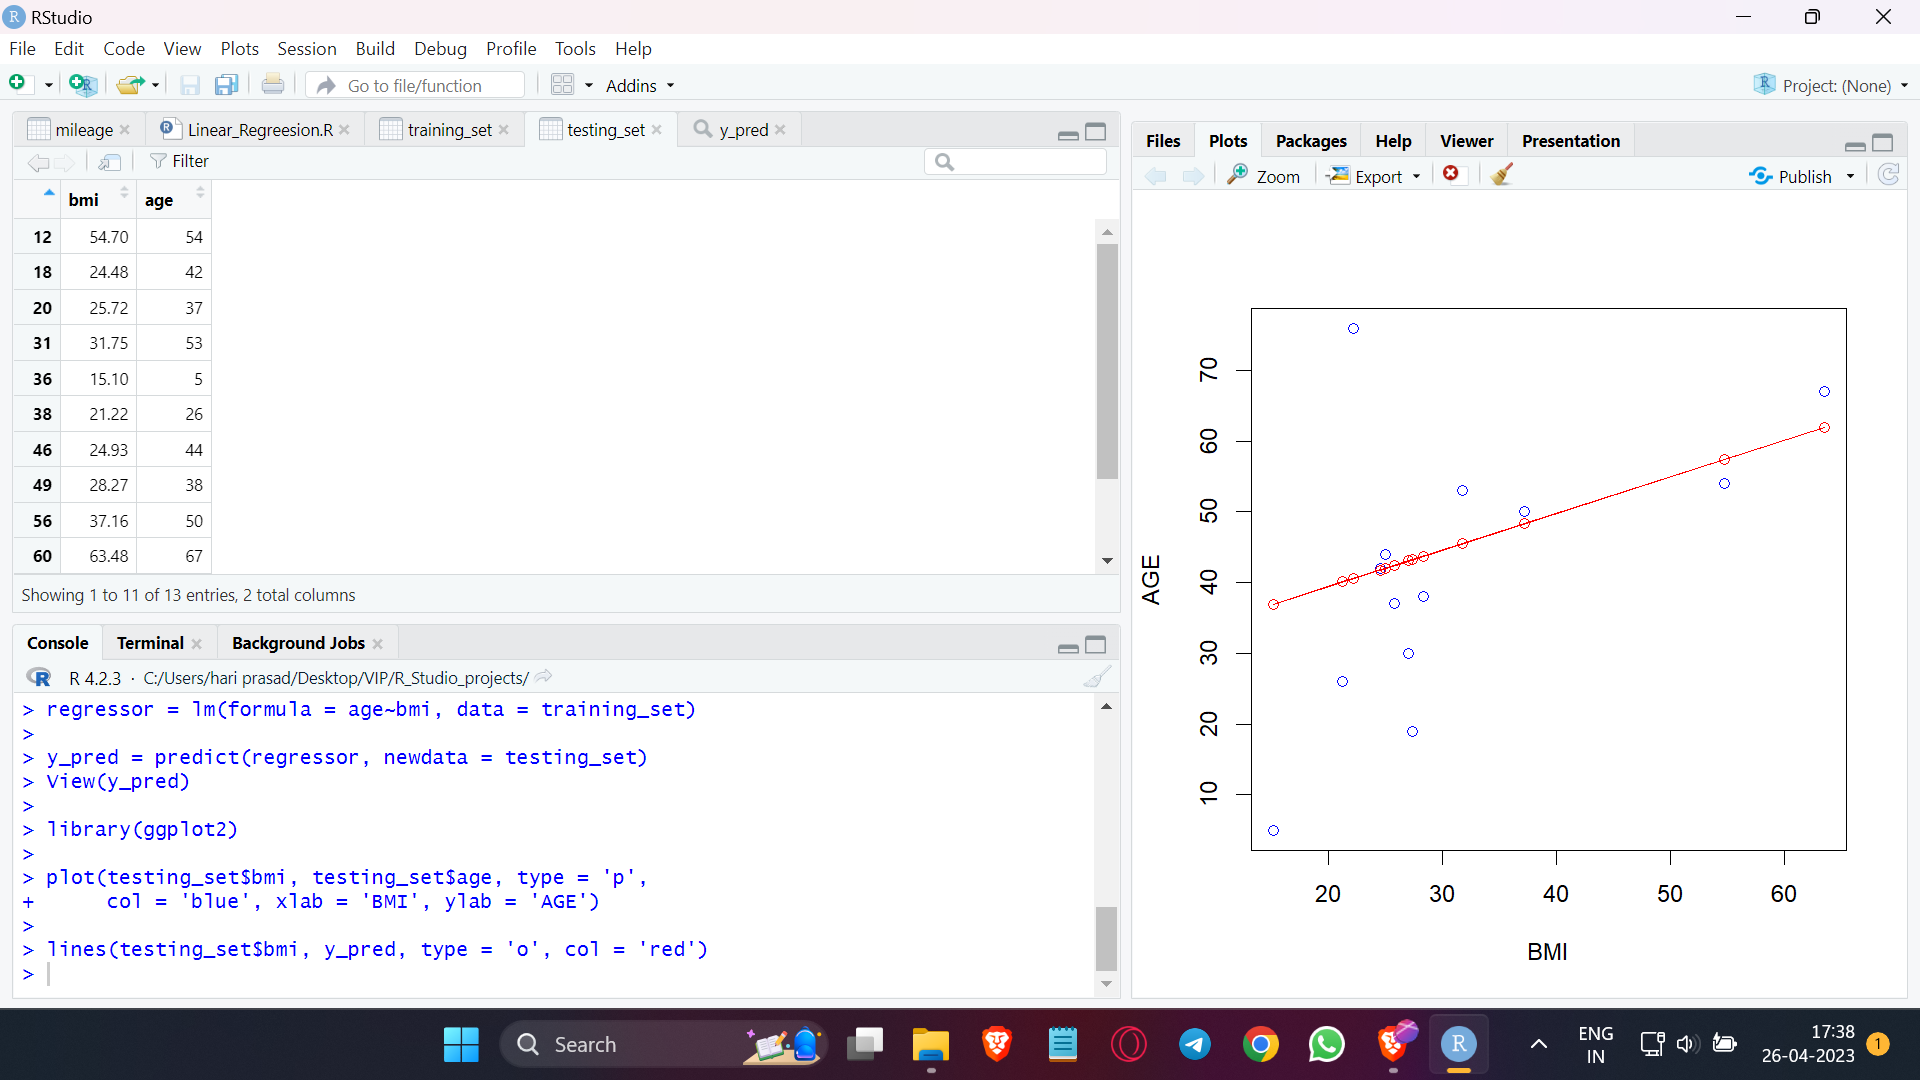 RStudio
File Edit Code View Plots Session Build Debug Profile Tools Help
Go to file/function Addins Project: (None)
mileage Linear_Regreesion.R training_set testing_set y_pred
Filter
bmi age
12 54.70 54
18 24.48 42
20 25.72 37
31 31.75 53
36 15.10 5
38 21.22 26
46 24.93 44
49 28.27 38
56 37.16 50
60 63.48 67
Showing 1 to 11 of 13 entries, 2 total columns
Console Terminal Background Jobs
R R 4.2.3 · C:/Users/hari prasad/Desktop/VIP/R_Studio_projects/
> regressor = lm(formula = age~bmi, data = training_set)
>
> y_pred = predict(regressor, newdata = testing_set)
> View(y_pred)
>
> library(ggplot2)
>
> plot(testing_set$bmi, testing_set$age, type = 'p',
+      col = 'blue', xlab = 'BMI', ylab = 'AGE')
>
> lines(testing_set$bmi, y_pred, type = 'o', col = 'red')
>
Files Plots Packages Help Viewer Presentation
Zoom Export Publish
70
60
50
40
30
20
10
AGE
20 30 40 50 60
BMI
Search
R
ENG
IN
17:38
26-04-2023
1